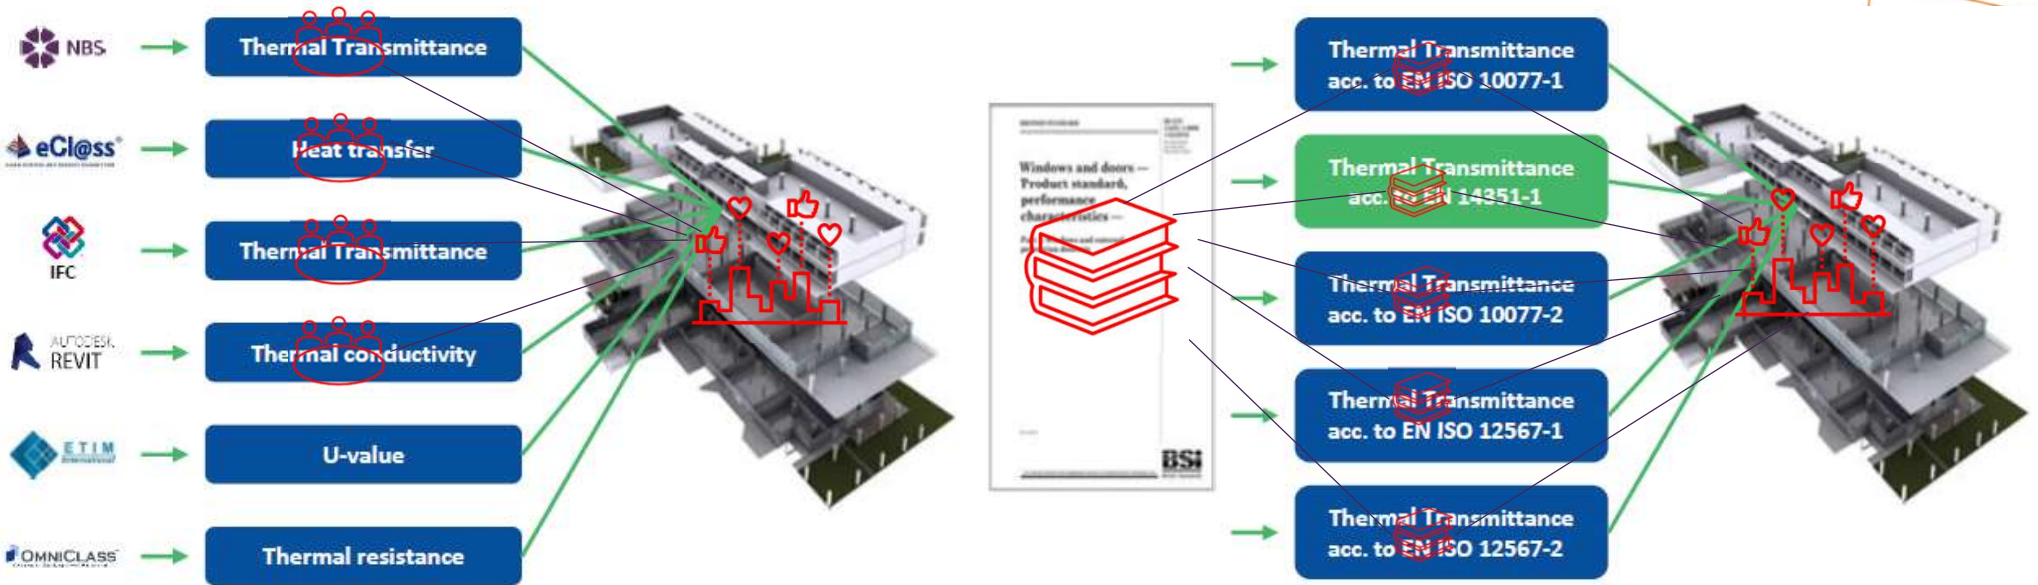 NBS
Thermal Transmittance
eCl@ss
Heat transfer
IFC
Thermal Transmittance
AUTODESK
REVIT
Thermal conductivity
ETIM
International
U-value
OMNICLASS
Thermal resistance
Windows and doors —
Product standard,
performance
characteristics —
BSi
Thermal Transmittance
acc. to EN ISO 10077-1
Thermal Transmittance
acc. to EN 14351-1
Thermal Transmittance
acc. to EN ISO 10077-2
Thermal Transmittance
acc. to EN ISO 12567-1
Thermal Transmittance
acc. to EN ISO 12567-2